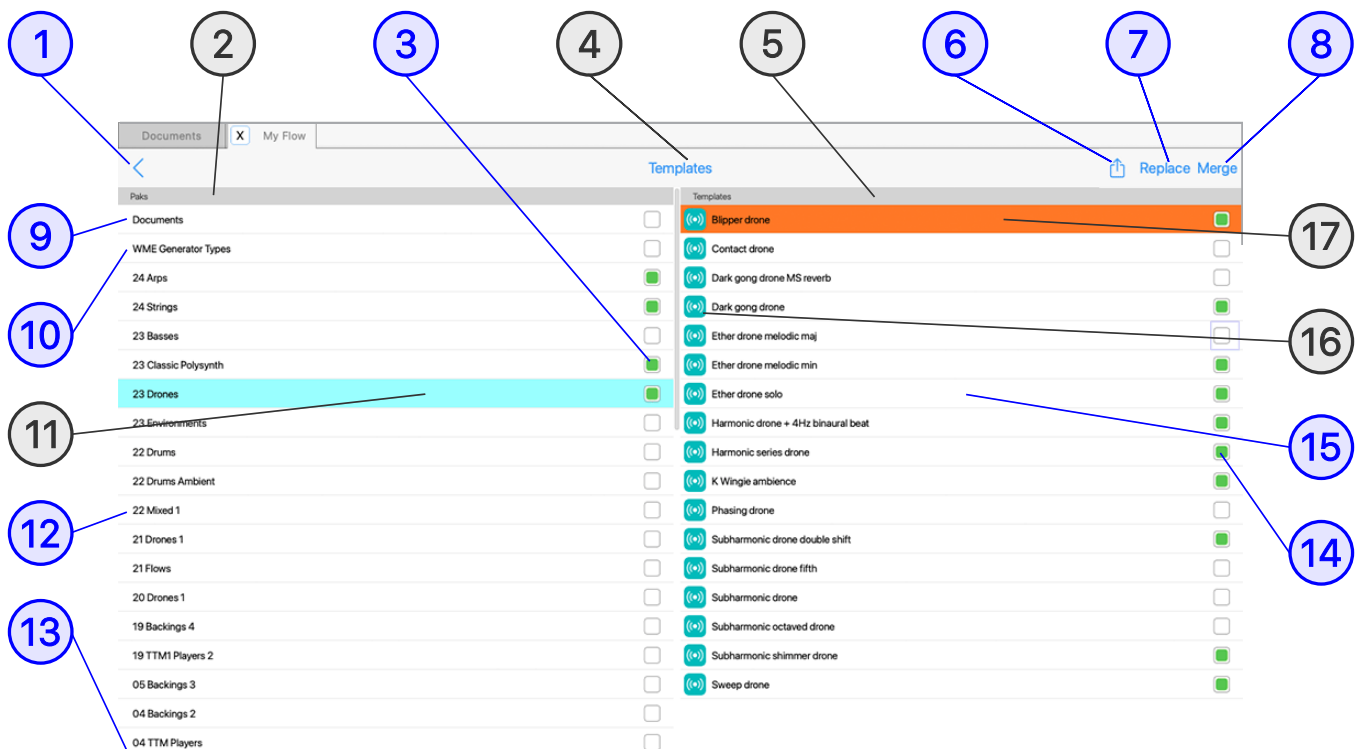 1 2 3 4 5 6 7 8
Documents X My Flow
Templates Replace Merge
Paks Templates
Documents Blipper drone
WME Generator Types Contact drone
24 Arps Dark gong drone MS reverb
24 Strings Dark gong drone
23 Basses Ether drone melodic maj
23 Classic Polysynth Ether drone melodic min
23 Drones Ether drone solo
23 Environments Harmonic drone + 4Hz binaural beat
22 Drums Harmonic series drone
22 Drums Ambient K Wingie ambience
22 Mixed 1 Phasing drone
21 Drones 1 Subharmonic drone double shift
21 Flows Subharmonic drone fifth
20 Drones 1 Subharmonic drone
19 Backings 4 Subharmonic octaved drone
19 TTM1 Players 2 Subharmonic shimmer drone
05 Backings 3 Sweep drone
04 Backings 2
04 TTM Players
9
10
11
12
13
17
16
15
14